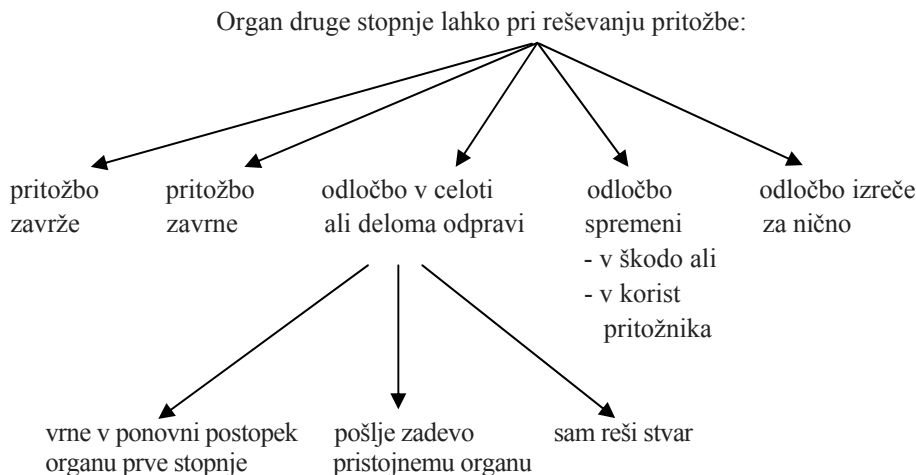 Organ druge stopnje lahko pri reševanju pritožbe:
pritožbo
zavrže
pritožbo
zavrne
odločbo v celoti
ali deloma odpravi
odločbo
spremeni
- v škodo ali
- v korist
pritožnika
odločbo izreče
za nično
vrne v ponovni postopek
organu prve stopnje
pošlje zadevo
pristojnemu organu
sam reši stvar